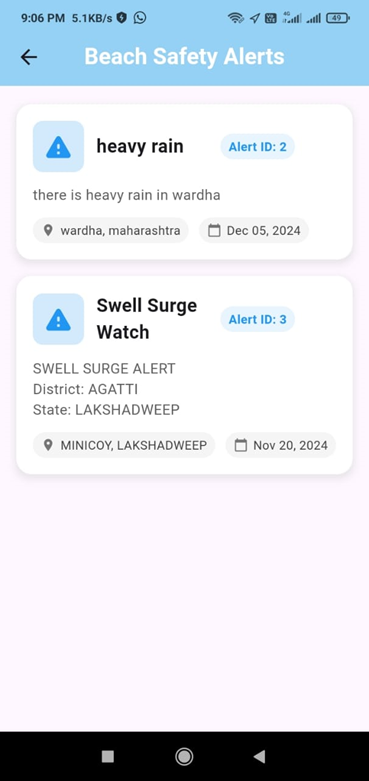 9:06 PM 5.1KB/s 4G 49
Beach Safety Alerts
heavy rain
Alert ID: 2
there is heavy rain in wardha
wardha, maharashtra Dec 05, 2024
Swell Surge
Watch
Alert ID: 3
SWELL SURGE ALERT
District: AGATTI
State: LAKSHADWEEP
MINICOY, LAKSHADWEEP Nov 20, 2024